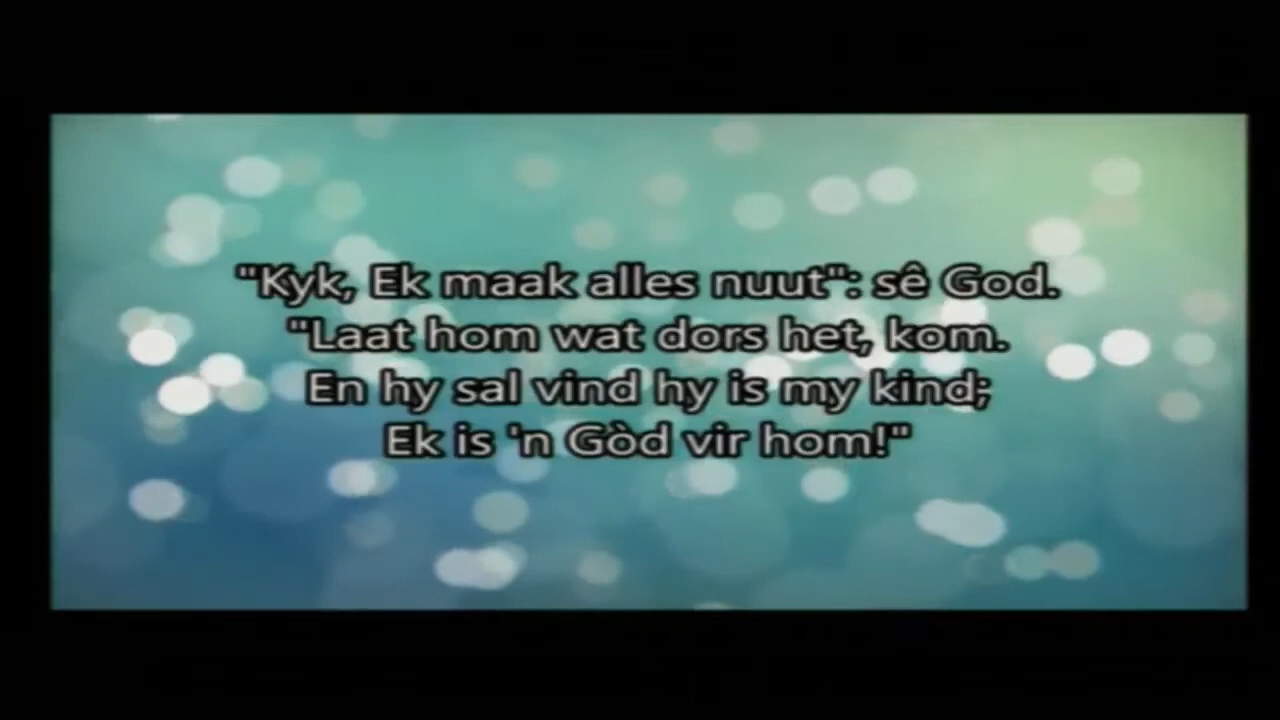 "Kyk, Ek maak alles nuut": sê God.
"Laat hom wat dors het, kom.
En hy sal vind hy is my kind;
Ek is 'n Gòd vir hom!"